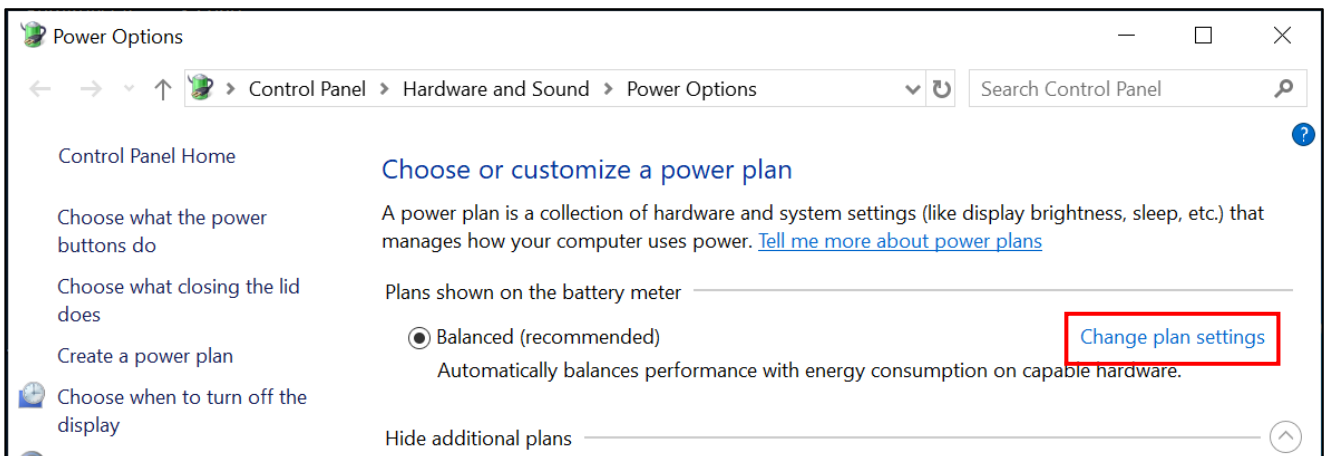 Power Options
Control Panel > Hardware and Sound > Power Options
Search Control Panel
?
Control Panel Home
Choose what the power
buttons do
Choose what closing the lid
does
Create a power plan
Choose when to turn off the
display
Choose or customize a power plan
A power plan is a collection of hardware and system settings (like display brightness, sleep, etc.) that
manages how your computer uses power. Tell me more about power plans
Plans shown on the battery meter
Balanced (recommended)
Change plan settings
Automatically balances performance with energy consumption on capable hardware.
Hide additional plans